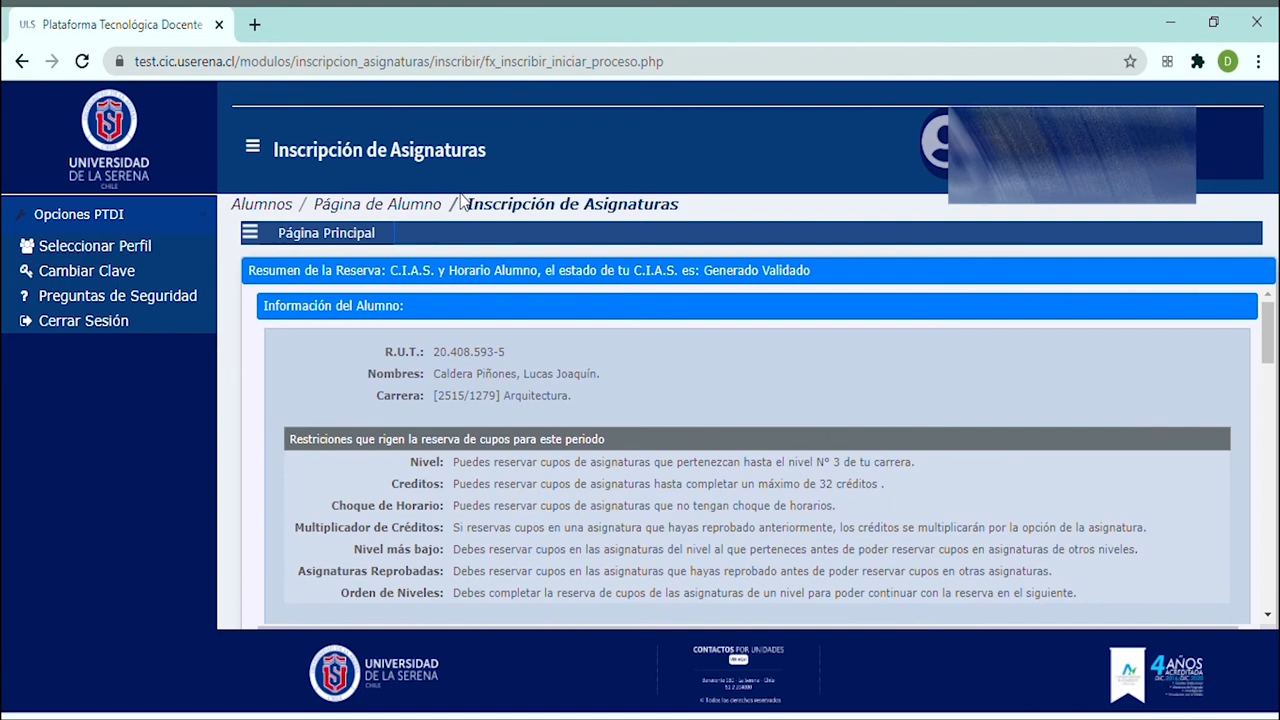 ULS Plataforma Tecnológica Docente
test.cic.userena.cl/modulos/inscripcion_asignaturas/inscribir/fx_inscribir_iniciar_proceso.php
D
UNIVERSIDAD
DE LA SERENA
CHILE
Inscripción de Asignaturas
Opciones PTDI
Seleccionar Perfil
Cambiar Clave
Preguntas de Seguridad
Cerrar Sesión
Alumnos / Página de Alumno / Inscripción de Asignaturas
Página Principal
Resumen de la Reserva: C.I.A.S. y Horario Alumno, el estado de tu C.I.A.S. es: Generado Validado
Información del Alumno:
R.U.T.: 20.408.593-5
Nombres: Caldera Piñones, Lucas Joaquín.
Carrera: [2515/1279] Arquitectura.
Restriciones que rigen la reserva de cupos para este periodo
Nivel: Puedes reservar cupos de asignaturas que pertenezcan hasta el nivel N° 3 de tu carrera.
Creditos: Puedes reservar cupos de asignaturas hasta completar un máximo de 32 créditos .
Choque de Horario: Puedes reservar cupos de asignaturas que no tengan choque de horarios.
Multiplicador de Créditos: Si reservas cupos en una asignatura que hayas reprobado anteriormente, los créditos se multiplicarán por la opción de la asignatura.
Nivel más bajo: Debes reservar cupos en las asignaturas del nivel al que perteneces antes de poder reservar cupos en asignaturas de otros niveles.
Asignaturas Reprobadas: Debes reservar cupos en las asignaturas que hayas reprobado antes de poder reservar cupos en otras asignaturas.
Orden de Niveles: Debes completar la reserva de cupos de las asignaturas de un nivel para poder continuar con la reserva en el siguiente.
UNIVERSIDAD
DE LA SERENA
CHILE
CONTACTOS POR UNIDADES
© Todos los derechos reservados
4 AÑOS
ACREDITADA